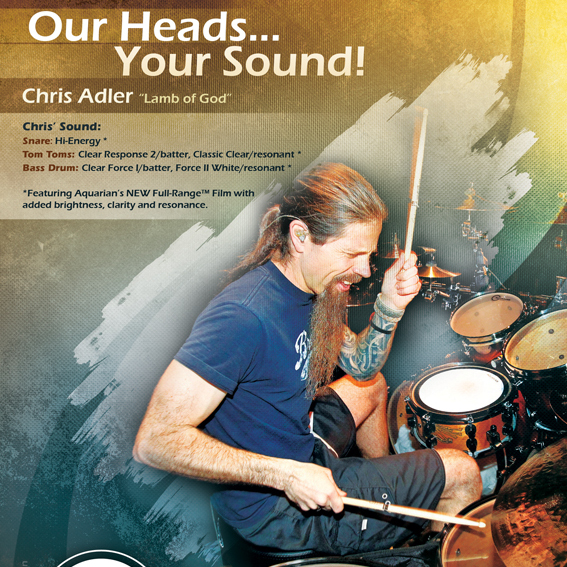 Our Heads...
Your Sound!
Chris Adler “Lamb of God”
Chris’ Sound:
Snare: Hi-Energy *
Tom Toms: Clear Response 2/batter, Classic Clear/resonant *
Bass Drum: Clear Force I/batter, Force II White/resonant *
*Featuring Aquarian’s NEW Full-Range™ Film with
added brightness, clarity and resonance.